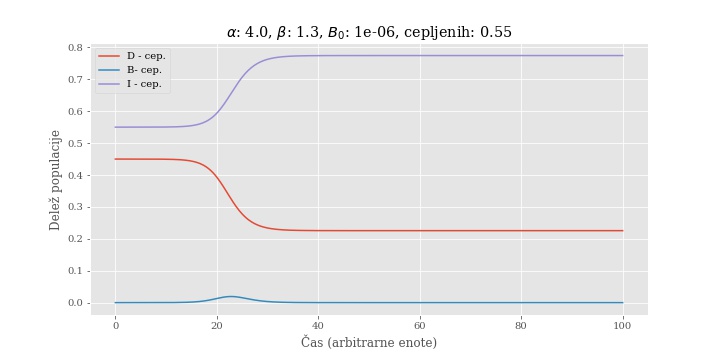 α: 4.0, β: 1.3, B₀: 1e-06, cepljenih: 0.55
D - cep.
B- cep.
I - cep.
Delež populacije
0.8
0.7
0.6
0.5
0.4
0.3
0.2
0.1
0.0
0 20 40 60 80 100
Čas (arbitrarne enote)